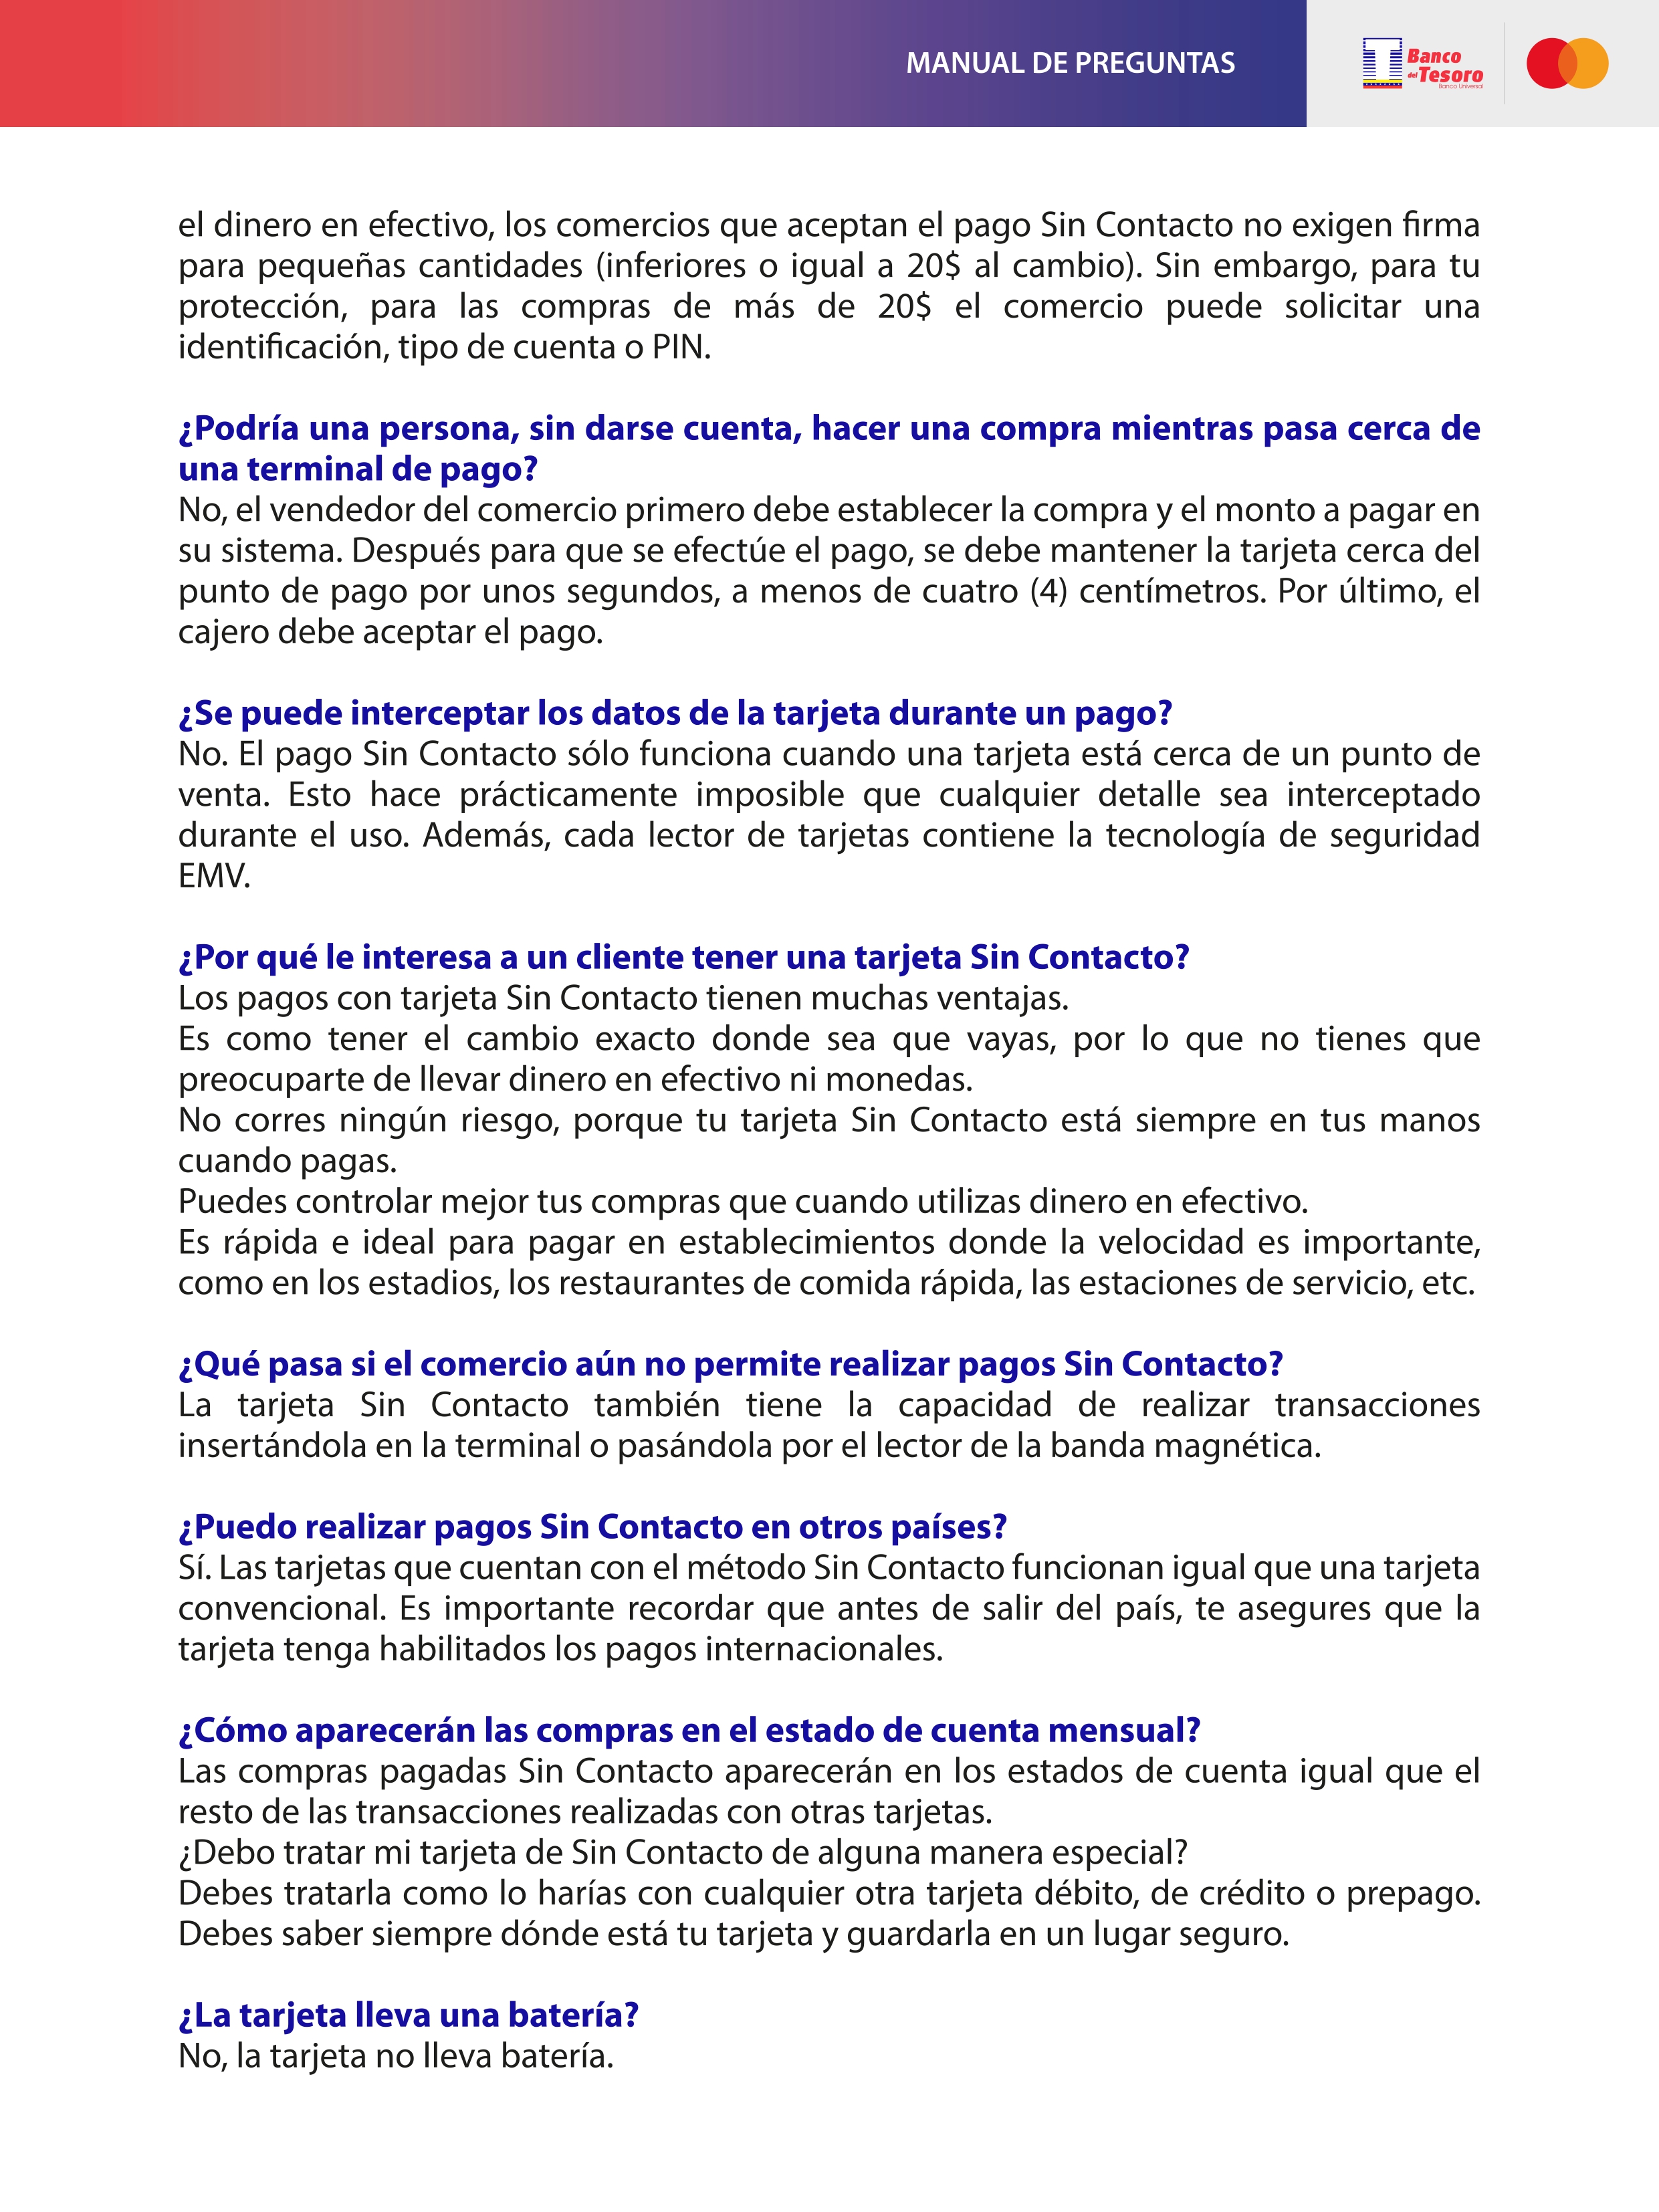 MANUAL DE PREGUNTAS
Banco
del Tesoro
Banco Universal
el dinero en efectivo, los comercios que aceptan el pago Sin Contacto no exigen firma
para pequeñas cantidades (inferiores o igual a 20$ al cambio). Sin embargo, para tu
protección, para las compras de más de 20$ el comercio puede solicitar una
identificación, tipo de cuenta o PIN.
¿Podría una persona, sin darse cuenta, hacer una compra mientras pasa cerca de
una terminal de pago?
No, el vendedor del comercio primero debe establecer la compra y el monto a pagar en
su sistema. Después para que se efectúe el pago, se debe mantener la tarjeta cerca del
punto de pago por unos segundos, a menos de cuatro (4) centímetros. Por último, el
cajero debe aceptar el pago.
¿Se puede interceptar los datos de la tarjeta durante un pago?
No. El pago Sin Contacto sólo funciona cuando una tarjeta está cerca de un punto de
venta. Esto hace prácticamente imposible que cualquier detalle sea interceptado
durante el uso. Además, cada lector de tarjetas contiene la tecnología de seguridad
EMV.
¿Por qué le interesa a un cliente tener una tarjeta Sin Contacto?
Los pagos con tarjeta Sin Contacto tienen muchas ventajas.
Es como tener el cambio exacto donde sea que vayas, por lo que no tienes que
preocuparte de llevar dinero en efectivo ni monedas.
No corres ningún riesgo, porque tu tarjeta Sin Contacto está siempre en tus manos
cuando pagas.
Puedes controlar mejor tus compras que cuando utilizas dinero en efectivo.
Es rápida e ideal para pagar en establecimientos donde la velocidad es importante,
como en los estadios, los restaurantes de comida rápida, las estaciones de servicio, etc.
¿Qué pasa si el comercio aún no permite realizar pagos Sin Contacto?
La tarjeta Sin Contacto también tiene la capacidad de realizar transacciones
insertándola en la terminal o pasándola por el lector de la banda magnética.
¿Puedo realizar pagos Sin Contacto en otros países?
Sí. Las tarjetas que cuentan con el método Sin Contacto funcionan igual que una tarjeta
convencional. Es importante recordar que antes de salir del país, te asegures que la
tarjeta tenga habilitados los pagos internacionales.
¿Cómo aparecerán las compras en el estado de cuenta mensual?
Las compras pagadas Sin Contacto aparecerán en los estados de cuenta igual que el
resto de las transacciones realizadas con otras tarjetas.
¿Debo tratar mi tarjeta de Sin Contacto de alguna manera especial?
Debes tratarla como lo harías con cualquier otra tarjeta débito, de crédito o prepago.
Debes saber siempre dónde está tu tarjeta y guardarla en un lugar seguro.
¿La tarjeta lleva una batería?
No, la tarjeta no lleva batería.